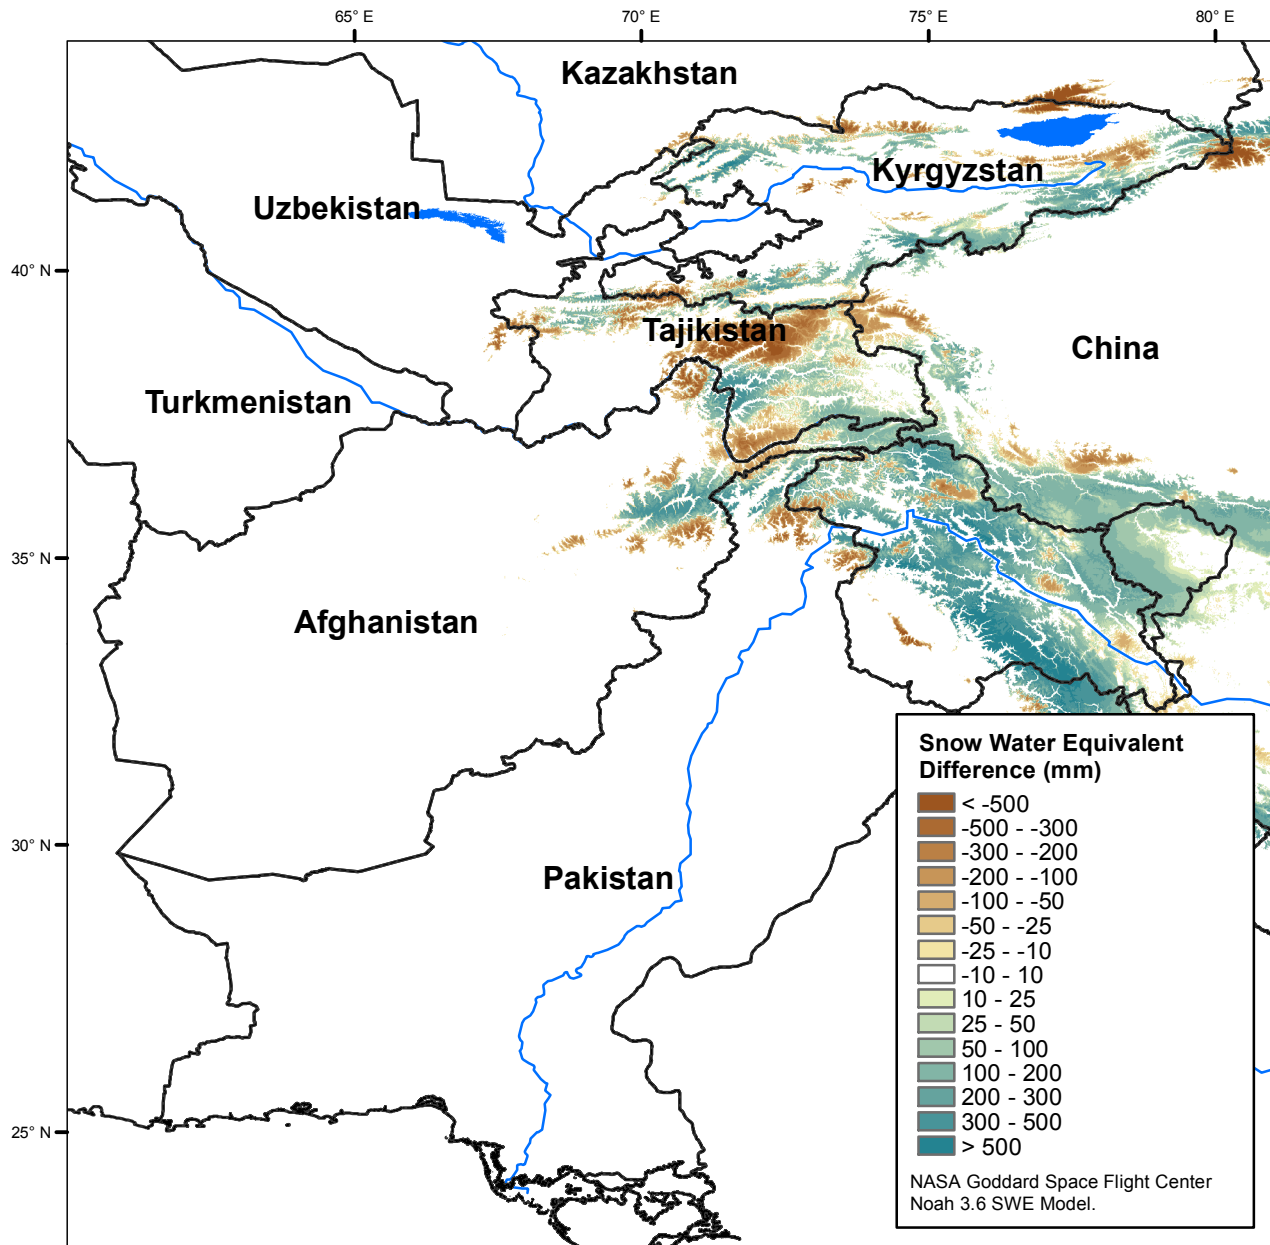 65° E 70° E 75° E 80° E
Kazakhstan
Kyrgyzstan
Uzbekistan
40° N
Tajikistan
China
Turkmenistan
35° N
Afghanistan
Snow Water Equivalent
Difference (mm)
< -500
-500 - -300
-300 - -200
-200 - -100
-100 - -50
-50 - -25
-25 - -10
-10 - 10
10 - 25
25 - 50
50 - 100
100 - 200
200 - 300
300 - 500
> 500
30° N
Pakistan
25° N
NASA Goddard Space Flight Center
Noah 3.6 SWE Model.